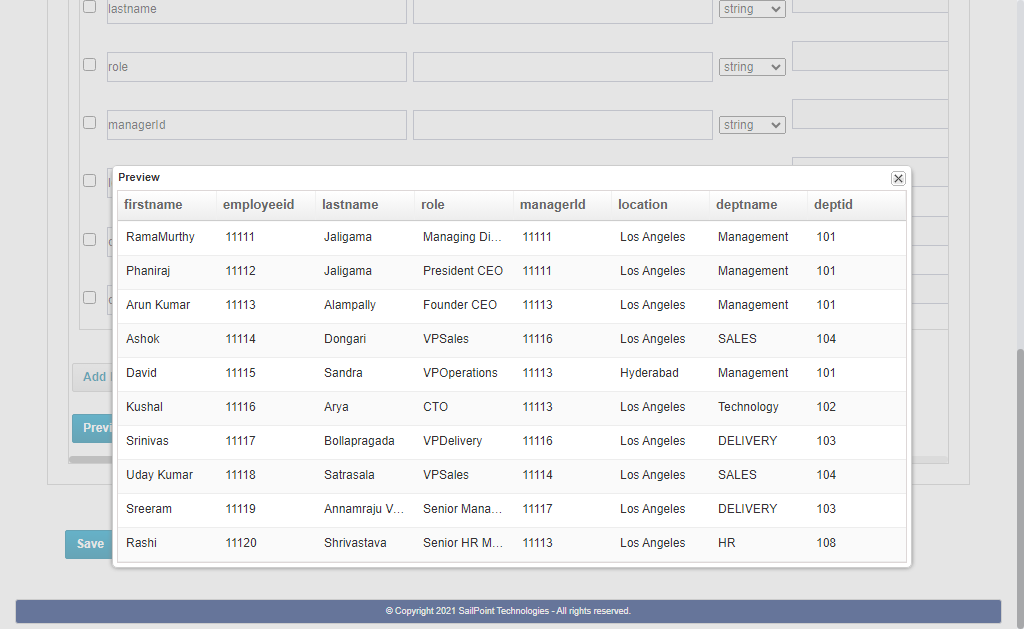 lastname string
role string
managerId string
Preview
firstname employeeid lastname role managerId location deptname deptid
RamaMurthy 11111 Jaligama Managing Di... 11111 Los Angeles Management 101
Phaniraj 11112 Jaligama President CEO 11111 Los Angeles Management 101
Arun Kumar 11113 Alampally Founder CEO 11113 Los Angeles Management 101
Ashok 11114 Dongari VPSales 11116 Los Angeles SALES 104
David 11115 Sandra VPOperations 11113 Hyderabad Management 101
Kushal 11116 Arya CTO 11113 Los Angeles Technology 102
Srinivas 11117 Bollapragada VPDelivery 11116 Los Angeles DELIVERY 103
Uday Kumar 11118 Satrasala VPSales 11114 Los Angeles SALES 104
Sreeram 11119 Annamraju V... Senior Mana... 11117 Los Angeles DELIVERY 103
Rashi 11120 Shrivastava Senior HR M... 11113 Los Angeles HR 108
Add
Previ
Save
© Copyright 2021 SailPoint Technologies - All rights reserved.